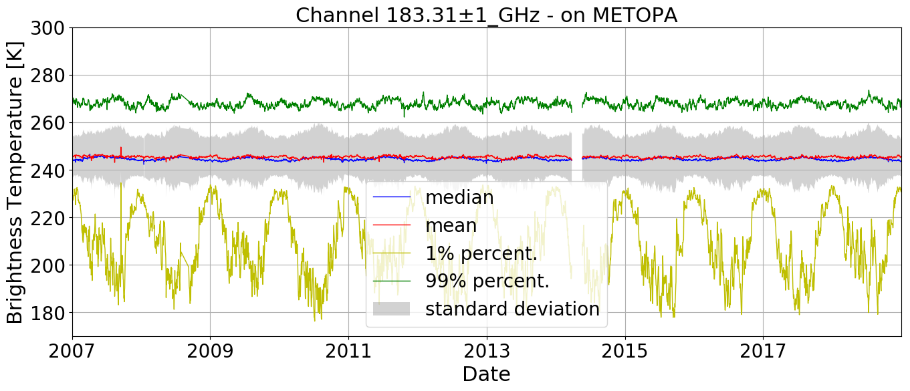 Channel 183.31±1_GHz - on METOPA
Brightness Temperature [K]
300
280
260
240
220
200
180
median
mean
1% percent.
99% percent.
standard deviation
2007
2009
2011
2013
2015
2017
Date